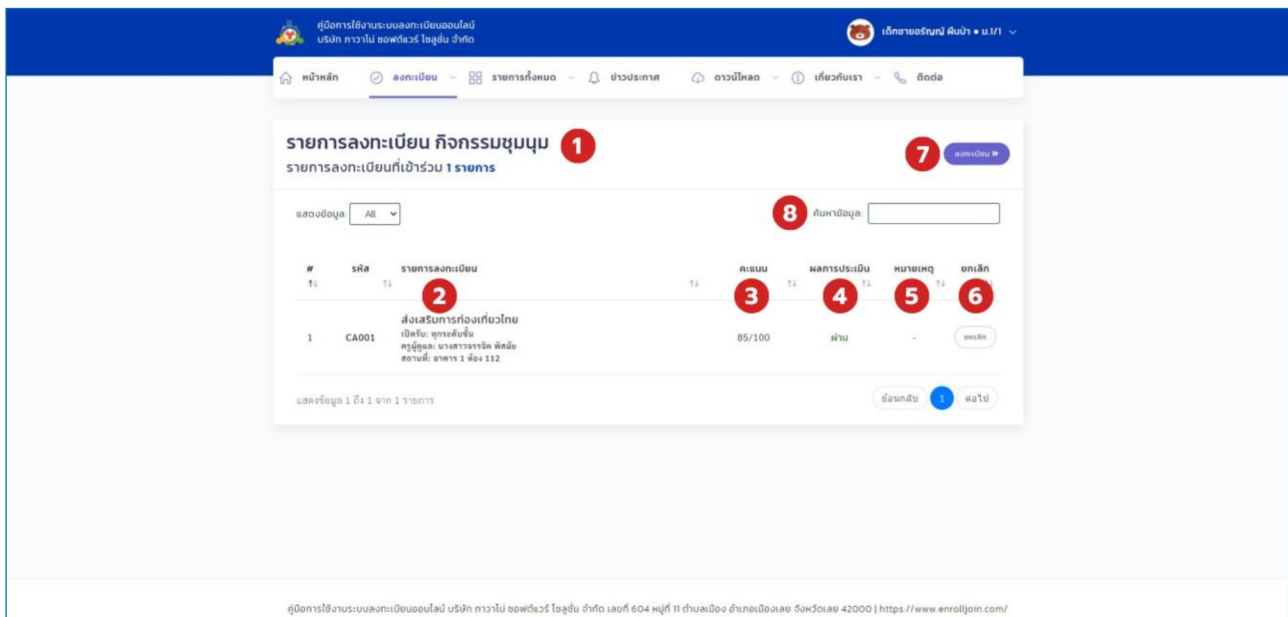 คู่มือการใช้งานระบบลงทะเบียนออนไลน์
บริษัท ภาวาโน่ ซอฟต์แวร์ โซลูชั่น จำกัด
เด็กชายอรัญญ์ ผืนป่า • ม.1/1
หน้าหลัก ลงทะเบียน รายการทั้งหมด ข่าวประกาศ ดาวน์โหลด เกี่ยวกับเรา ติดต่อ
รายการลงทะเบียน กิจกรรมชุมนุม 1
รายการลงทะเบียนที่เข้าร่วม 1 รายการ
7 ลงทะเบียน »
แสดงข้อมูล: All
8 ค้นหาข้อมูล:
# รหัส รายการลงทะเบียน คะแนน ผลการประเมิน หมายเหตุ ยกเลิก
2 3 4 5 6
ส่งเสริมการท่องเที่ยวไทย
เปิดรับ: ทุกระดับชั้น
1 CA001 85/100 ผ่าน - ยกเลิก
ครูผู้ดูแล: นางสาวจรรจิต พิสมัย
สถานที่: อาคาร 1 ห้อง 112
แสดงข้อมูล 1 ถึง 1 จาก 1 รายการ
ย้อนกลับ 1 ต่อไป
คู่มือการใช้งานระบบลงทะเบียนออนไลน์ บริษัท ภาวาโน่ ซอฟต์แวร์ โซลูชั่น จำกัด เลขที่ 604 หมู่ที่ 11 ตำบลเมือง อำเภอเมืองเลย จังหวัดเลย 42000 | https://www.enrolljoin.com/